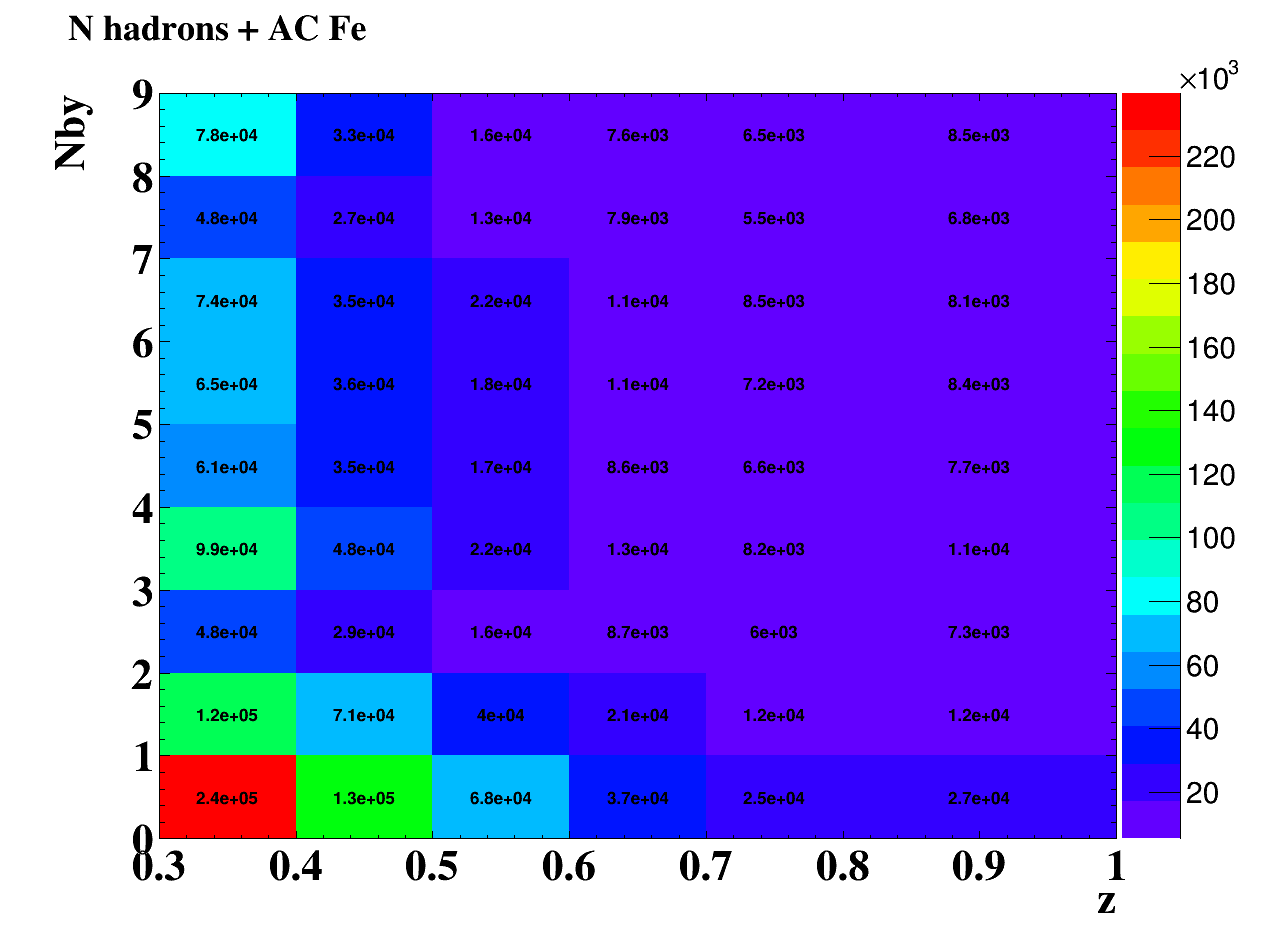 N hadrons + AC Fe
×10³
Nby
9
8
7
6
5
4
3
2
1
0
7.8e+04 3.3e+04 1.6e+04 7.6e+03 6.5e+03 8.5e+03
4.8e+04 2.7e+04 1.3e+04 7.9e+03 5.5e+03 6.8e+03
7.4e+04 3.5e+04 2.2e+04 1.1e+04 8.5e+03 8.1e+03
6.5e+04 3.6e+04 1.8e+04 1.1e+04 7.2e+03 8.4e+03
6.1e+04 3.5e+04 1.7e+04 8.6e+03 6.6e+03 7.7e+03
9.9e+04 4.8e+04 2.2e+04 1.3e+04 8.2e+03 1.1e+04
4.8e+04 2.9e+04 1.6e+04 8.7e+03 6e+03 7.3e+03
1.2e+05 7.1e+04 4e+04 2.1e+04 1.2e+04 1.2e+04
2.4e+05 1.3e+05 6.8e+04 3.7e+04 2.5e+04 2.7e+04
220
200
180
160
140
120
100
80
60
40
20
0.3 0.4 0.5 0.6 0.7 0.8 0.9 1
z